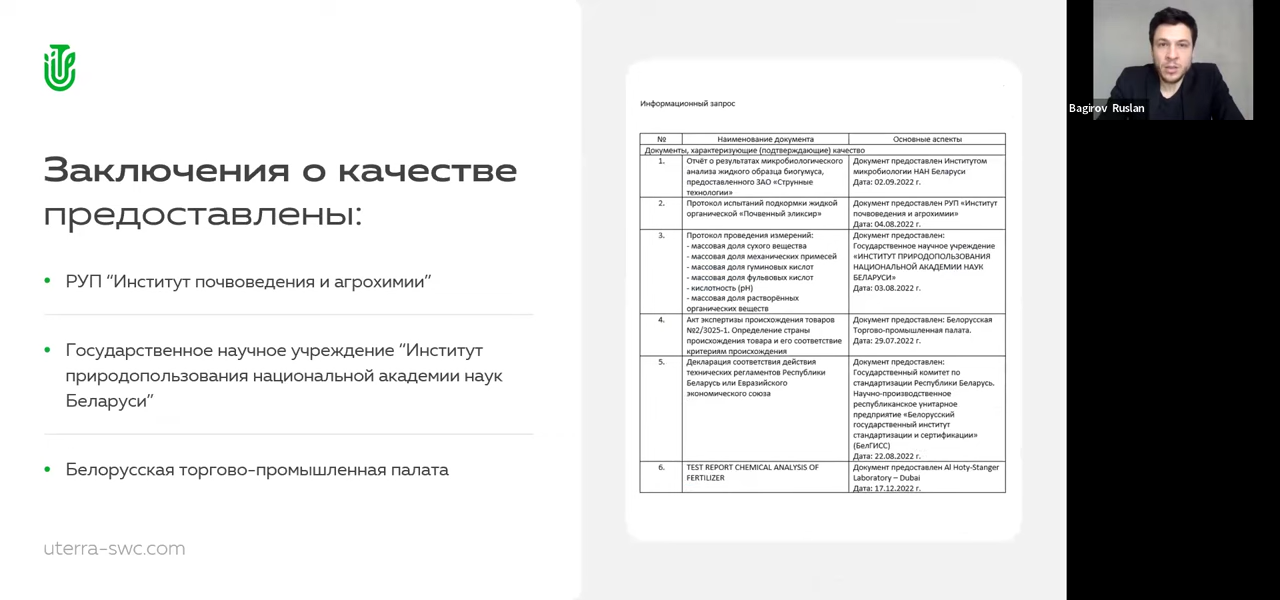 Заключения о качестве
предоставлены:
• РУП “Институт почвоведения и агрохимии”
• Государственное научное учреждение “Институт
природопользования национальной академии наук
Беларуси”
• Белорусская торгово-промышленная палата
uterra-swc.com
Информационный запрос
№ Наименование документа Основные аспекты
Документы, характеризующие (подтверждающие) качество
1. Отчёт о результатах микробиологического
анализа жидкого образца биогумуса,
предоставленного ЗАО «Струнные
технологии»
Документ предоставлен Институтом
микробиологии НАН Беларуси
Дата: 02.09.2022 г.
2. Протокол испытаний подкормки жидкой
органической «Почвенный эликсир»
Документ предоставлен РУП «Институт
почвоведения и агрохимии»
Дата: 04.08.2022 г.
3. Протокол проведения измерений:
- массовая доля сухого вещества
- массовая доля механических примесей
- массовая доля гуминовых кислот
- массовая доля фульвовых кислот
- кислотность (pH)
- массовая доля растворённых
органических веществ
Документ предоставлен:
Государственное научное учреждение
«ИНСТИТУТ ПРИРОДОПОЛЬЗОВАНИЯ
НАЦИОНАЛЬНОЙ АКАДЕМИИ НАУК
БЕЛАРУСИ»
Дата: 03.08.2022 г.
4. Акт экспертизы происхождения товаров
№2/3025-1. Определение страны
происхождения товара и его соответствие
критериям происхождения
Документ предоставлен: Белорусская
Торгово-промышленная палата.
Дата: 29.07.2022 г.
5. Декларация соответствия действия
технических регламентов Республики
Беларусь или Евразийского
экономического союза
Документ предоставлен:
Государственный комитет по
стандартизации Республики Беларусь.
Научно-производственное
республиканское унитарное
предприятие «Белорусский
государственный институт
стандартизации и сертификации»
(БелГИСС)
Дата: 22.08.2022 г.
6. TEST REPORT CHEMICAL ANALYSIS OF
FERTILIZER
Документ предоставлен Al Hoty-Stanger
Laboratory – Dubai
Дата: 17.12.2022 г.
Bagirov Ruslan